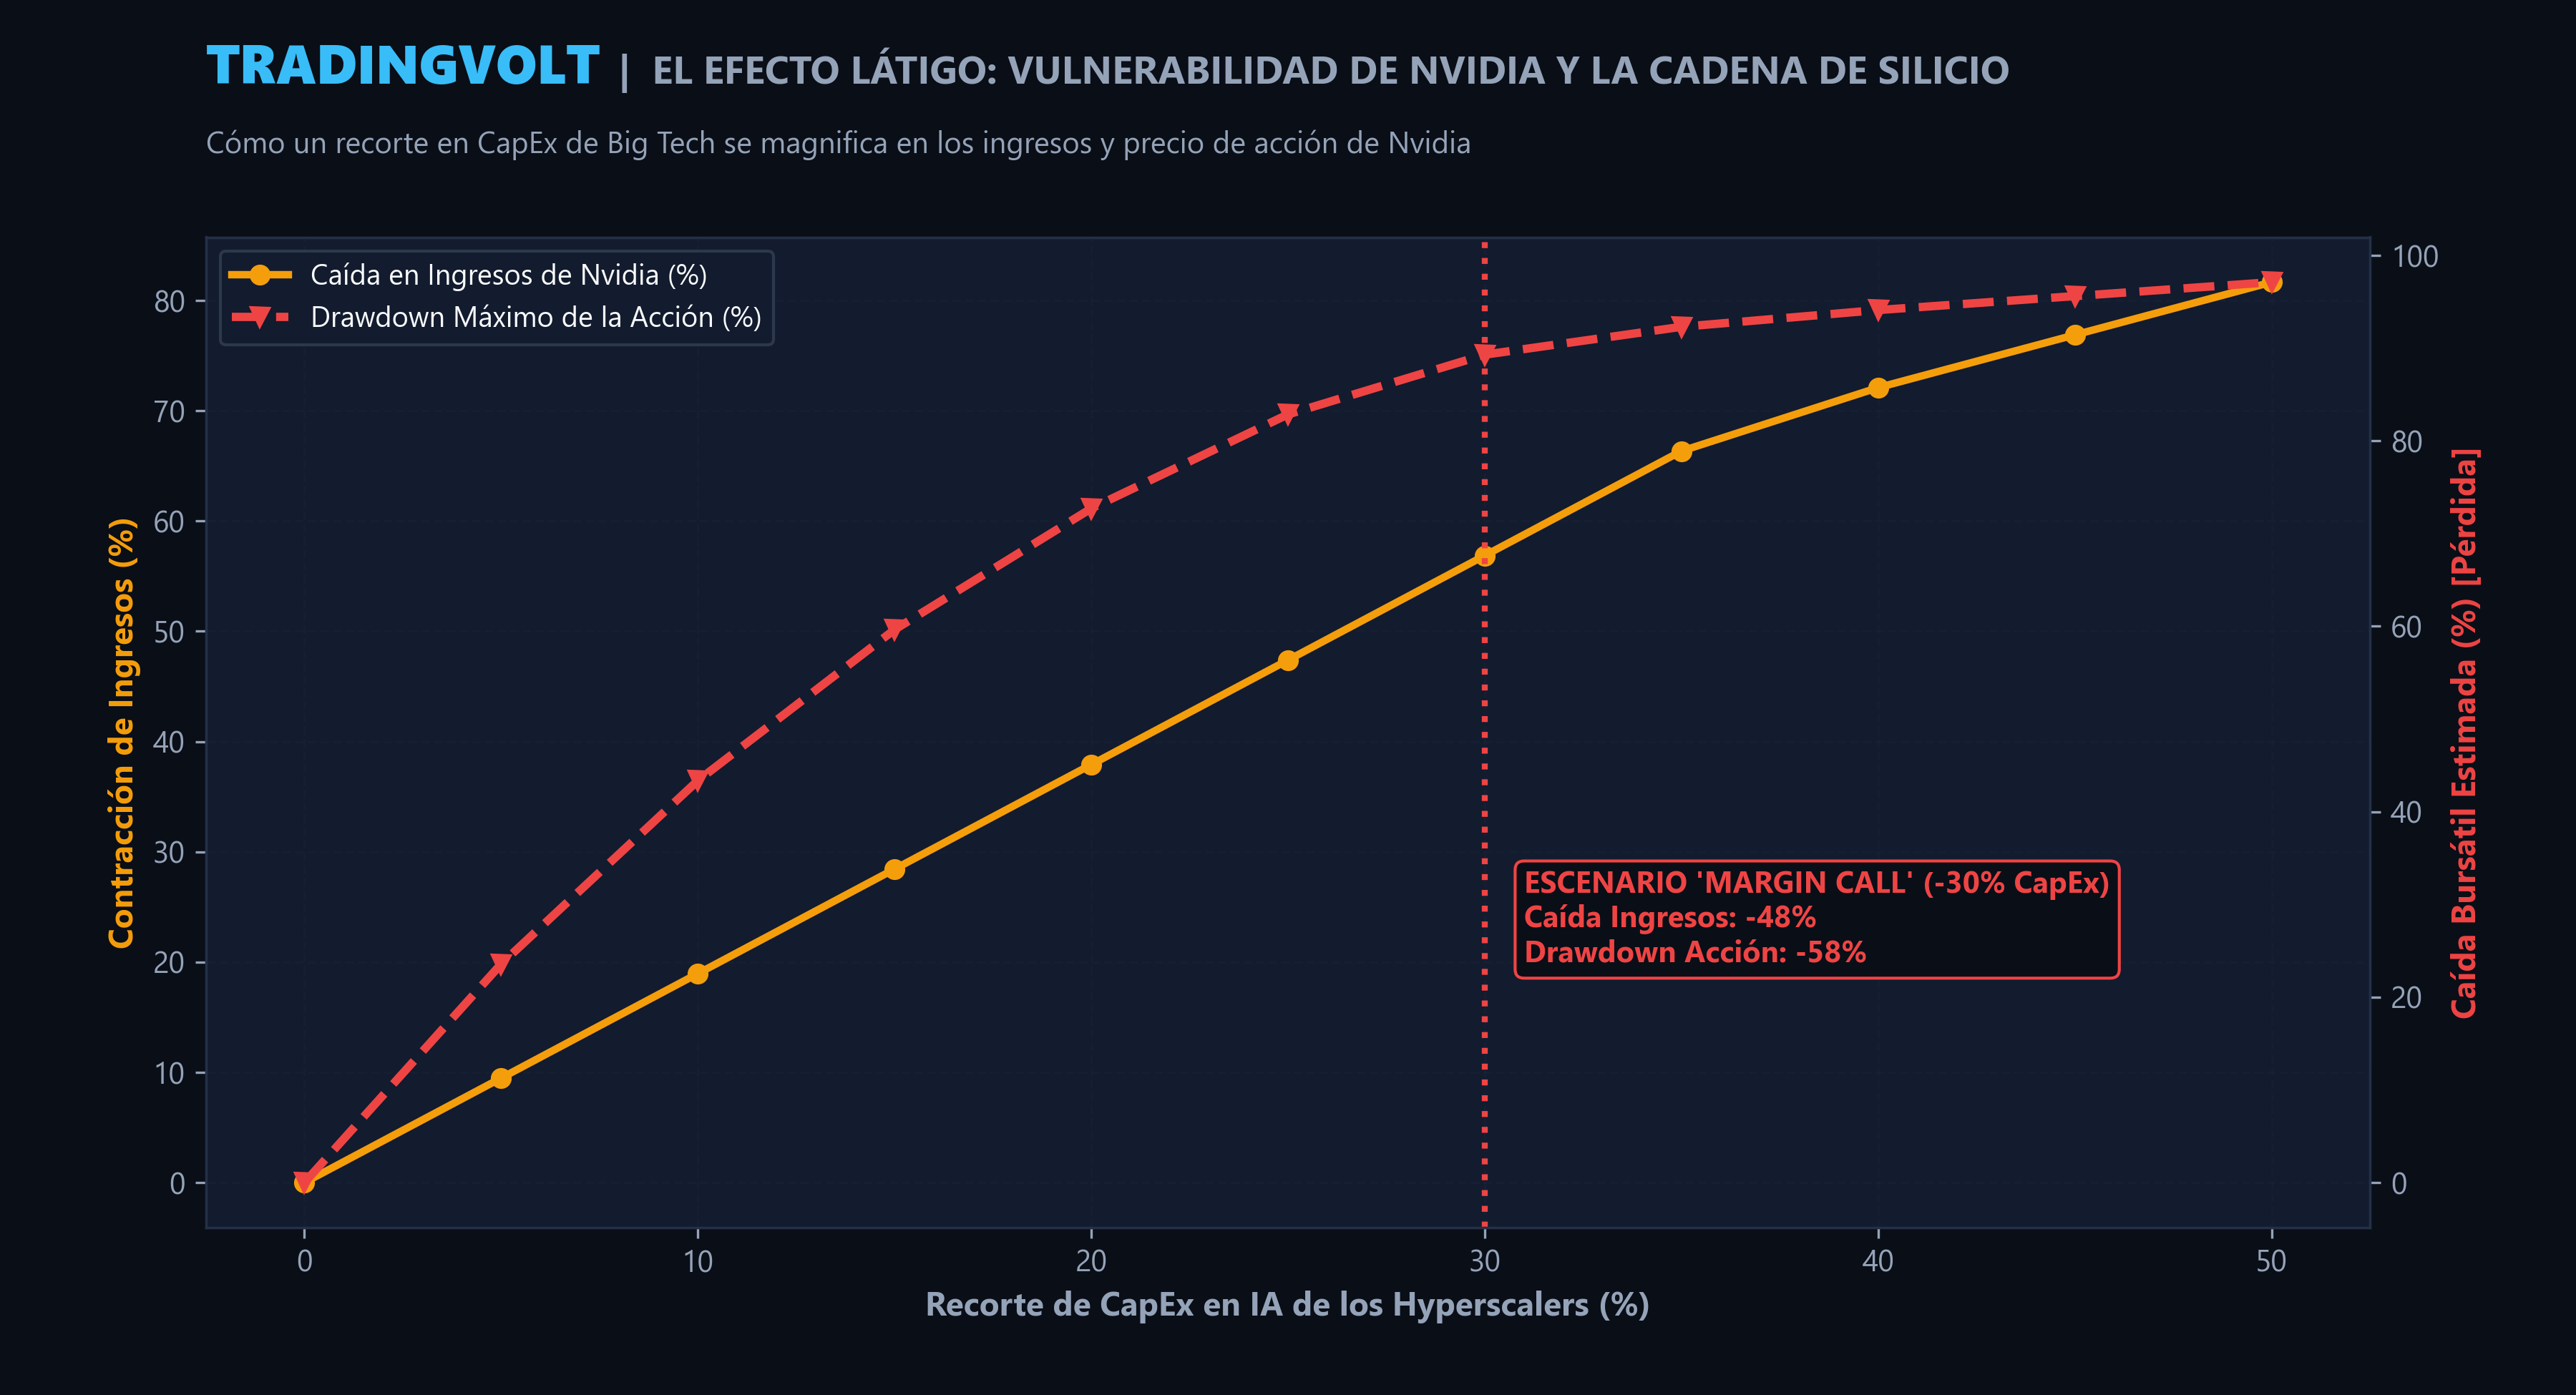 TRADINGVOLT | EL EFECTO LÁTIGO: VULNERABILIDAD DE NVIDIA Y LA CADENA DE SILICIO
Cómo un recorte en CapEx de Big Tech se magnifica en los ingresos y precio de acción de Nvidia
Caída en Ingresos de Nvidia (%)
Drawdown Máximo de la Acción (%)
Contracción de Ingresos (%)
80
70
60
50
40
30
20
10
0
100
80
60
40
20
0
Caída Bursátil Estimada (%) [Pérdida]
ESCENARIO 'MARGIN CALL' (-30% CapEx)
Caída Ingresos: -48%
Drawdown Acción: -58%
0 10 20 30 40 50
Recorte de CapEx en IA de los Hyperscalers (%)